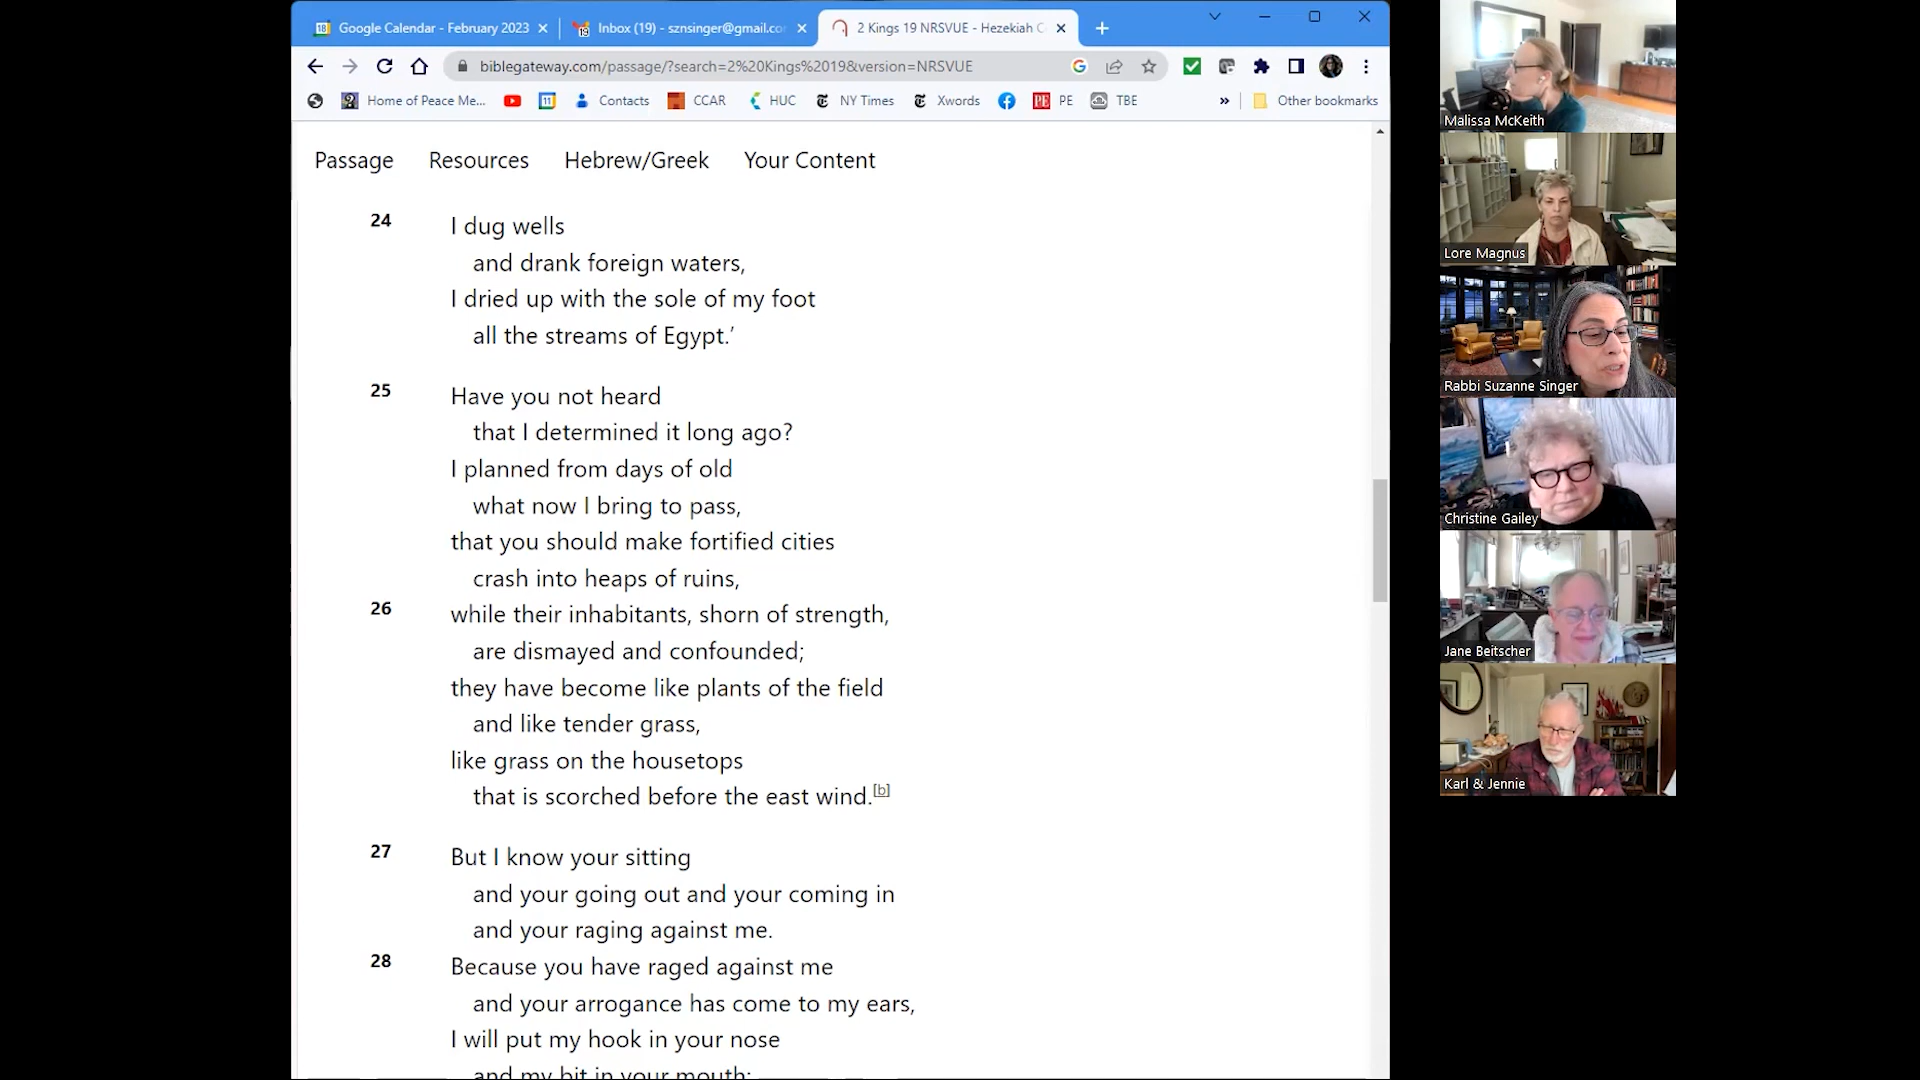 Google Calendar - February 2023
Inbox (19) - sznsinger@gmail.co
2 Kings 19 NRSVUE - Hezekiah C
biblegateway.com/passage/?search=2%20Kings%2019&version=NRSVUE
Home of Peace Me...
Contacts
CCAR
HUC
NY Times
Xwords
PE
TBE
»
Other bookmarks
Passage
Resources
Hebrew/Greek
Your Content
24 I dug wells
and drank foreign waters,
I dried up with the sole of my foot
all the streams of Egypt.’
25 Have you not heard
that I determined it long ago?
I planned from days of old
what now I bring to pass,
that you should make fortified cities
crash into heaps of ruins,
26 while their inhabitants, shorn of strength,
are dismayed and confounded;
they have become like plants of the field
and like tender grass,
like grass on the housetops
that is scorched before the east wind.[b]
27 But I know your sitting
and your going out and your coming in
and your raging against me.
28 Because you have raged against me
and your arrogance has come to my ears,
I will put my hook in your nose
and my bit in your mouth;
Malissa McKeith
Lore Magnus
Rabbi Suzanne Singer
Christine Gailey
Jane Beitscher
Karl & Jennie